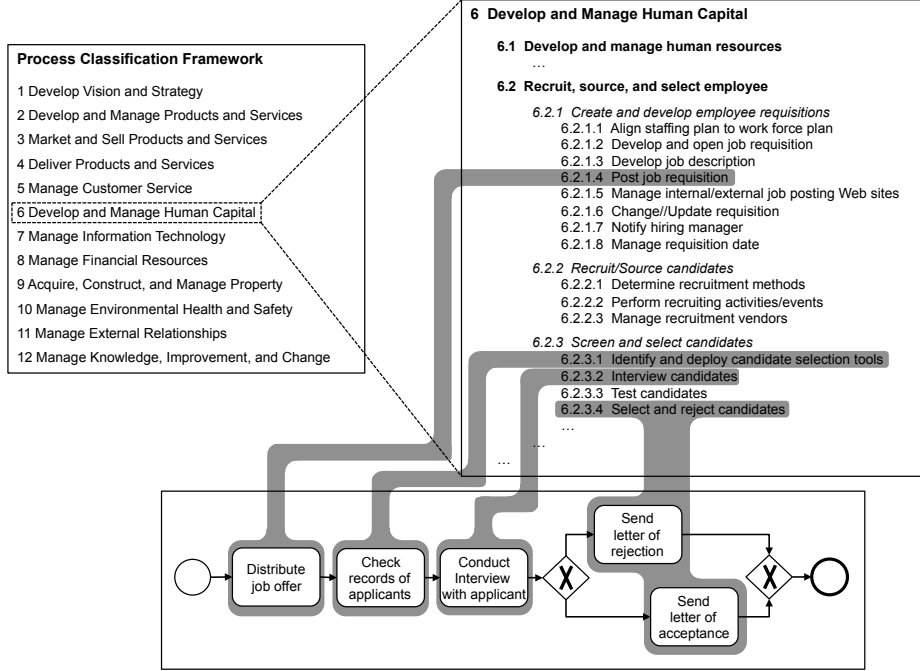 Process Classification Framework
1 Develop Vision and Strategy
2 Develop and Manage Products and Services
3 Market and Sell Products and Services
4 Deliver Products and Services
5 Manage Customer Service
6 Develop and Manage Human Capital
7 Manage Information Technology
8 Manage Financial Resources
9 Acquire, Construct, and Manage Property
10 Manage Environmental Health and Safety
11 Manage External Relationships
12 Manage Knowledge, Improvement, and Change
6 Develop and Manage Human Capital
6.1 Develop and manage human resources
…
6.2 Recruit, source, and select employee
6.2.1 Create and develop employee requisitions
6.2.1.1 Align staffing plan to work force plan
6.2.1.2 Develop and open job requisition
6.2.1.3 Develop job description
6.2.1.4 Post job requisition
6.2.1.5 Manage internal/external job posting Web sites
6.2.1.6 Change//Update requisition
6.2.1.7 Notify hiring manager
6.2.1.8 Manage requisition date
6.2.2 Recruit/Source candidates
6.2.2.1 Determine recruitment methods
6.2.2.2 Perform recruiting activities/events
6.2.2.3 Manage recruitment vendors
6.2.3 Screen and select candidates
6.2.3.1 Identify and deploy candidate selection tools
6.2.3.2 Interview candidates
6.2.3.3 Test candidates
6.2.3.4 Select and reject candidates
…
…
…
Distribute
job offer
Check
records of
applicants
Conduct
Interview
with applicant
Send
letter of
rejection
Send
letter of
acceptance